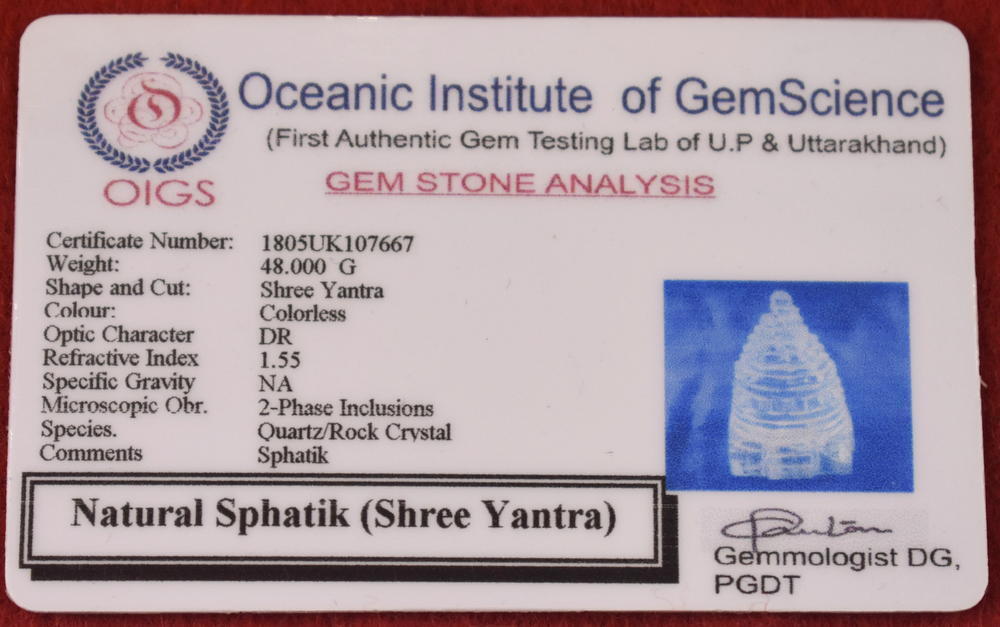 Oceanic Institute of GemScience
(First Authentic Gem Testing Lab of U.P & Uttarakhand)
OIGS
GEM STONE ANALYSIS
Certificate Number: 1805UK107667
Weight: 48.000 G
Shape and Cut: Shree Yantra
Colour: Colorless
Optic Character DR
Refractive Index 1.55
Specific Gravity NA
Microscopic Obr. 2-Phase Inclusions
Species. Quartz/Rock Crystal
Comments Sphatik
Natural Sphatik (Shree Yantra)
Gemmologist DG,
PGDT